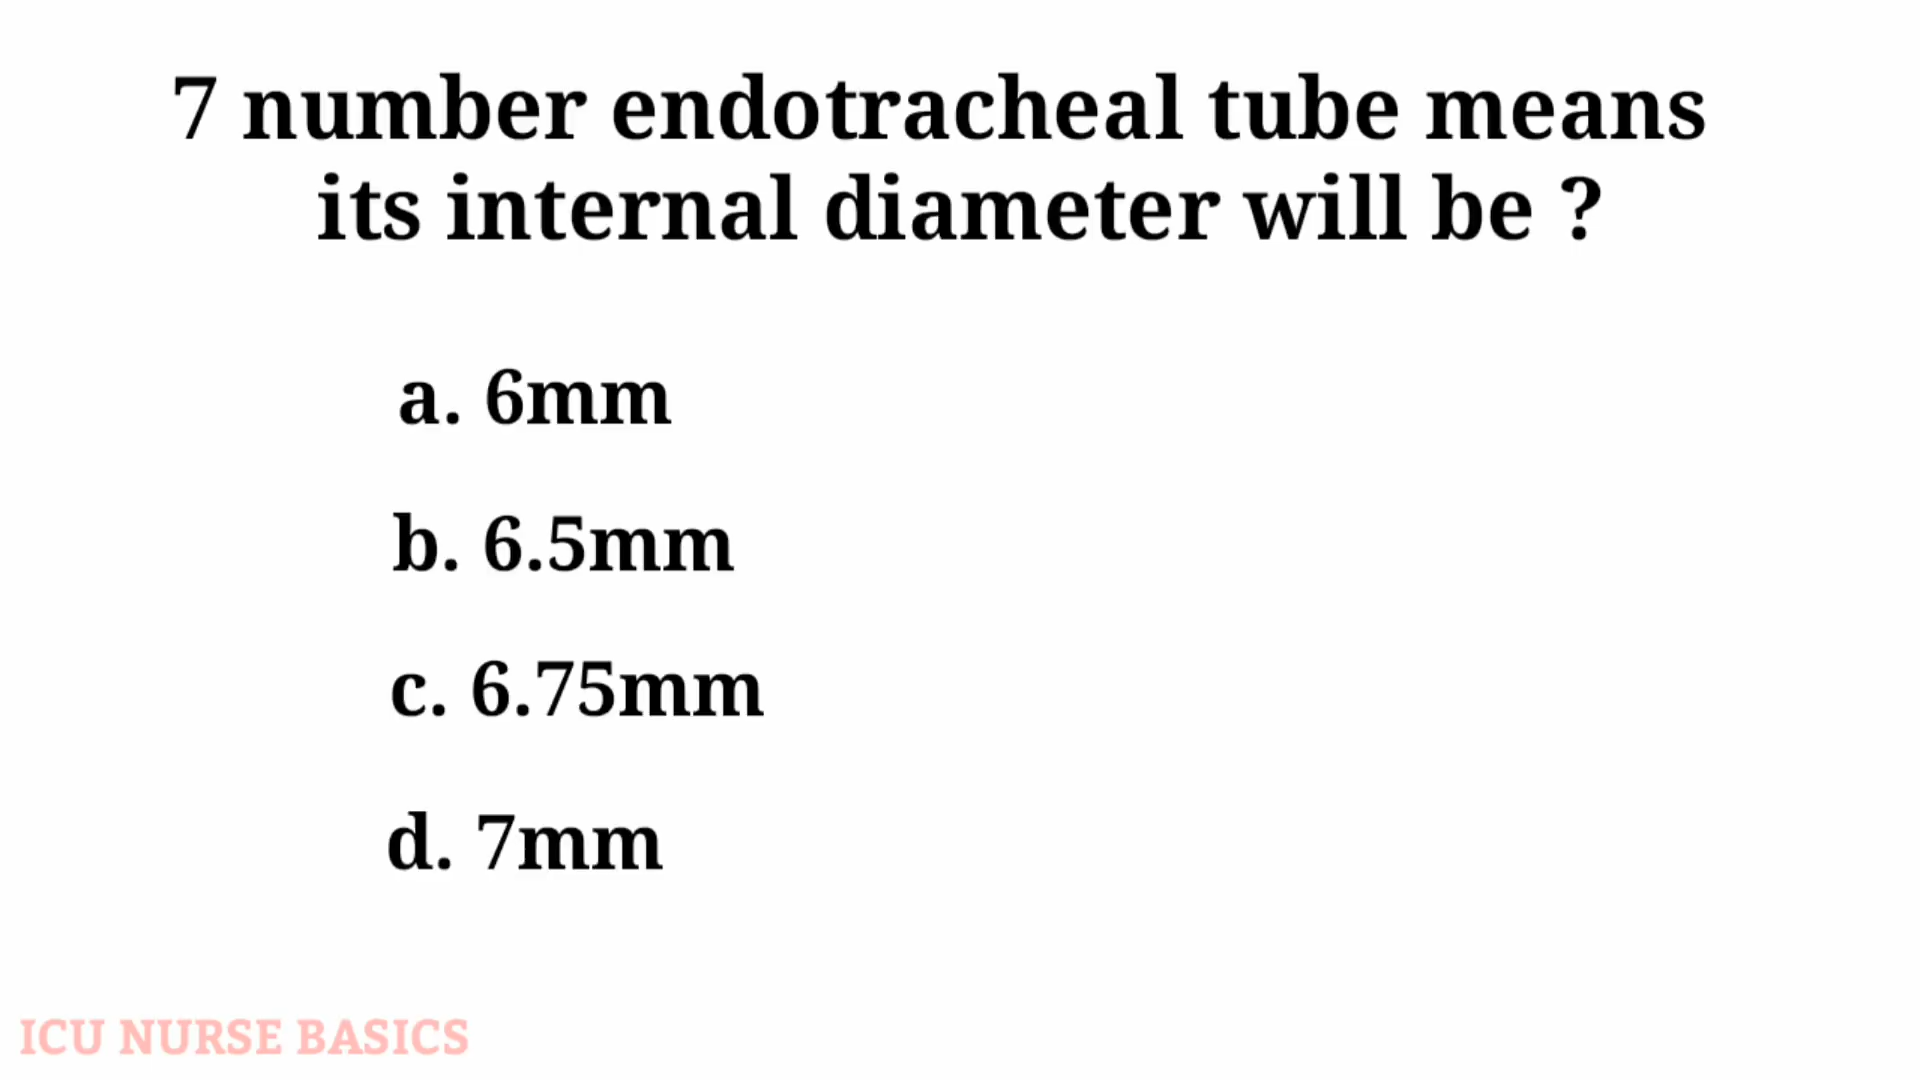 7 number endotracheal tube means
its internal diameter will be ?
a. 6mm
b. 6.5mm
c. 6.75mm
d. 7mm
ICU NURSE BASICS